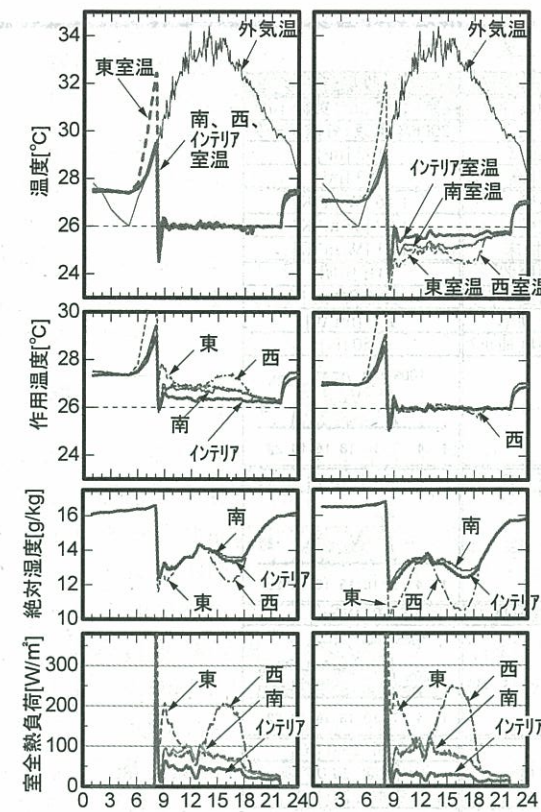 34
32
30
28
26
24
温度[℃]
外気温
東室温
南、西、
インテリア
室温
外気温
インテリア室温
南室温
東室温 西室温
30
28
26
24
作用温度[℃]
東
西
南
インテリア
西
16
14
12
10
絶対湿度[g/kg]
南
インテリア
東
西
南
東
西
インテリア
300
200
100
0
室全熱負荷[W/㎡]
東
西
南
インテリア
東
西
南
インテリア
0 3 6 9 12 15 18 21 24 0 3 6 9 12 15 18 21 24